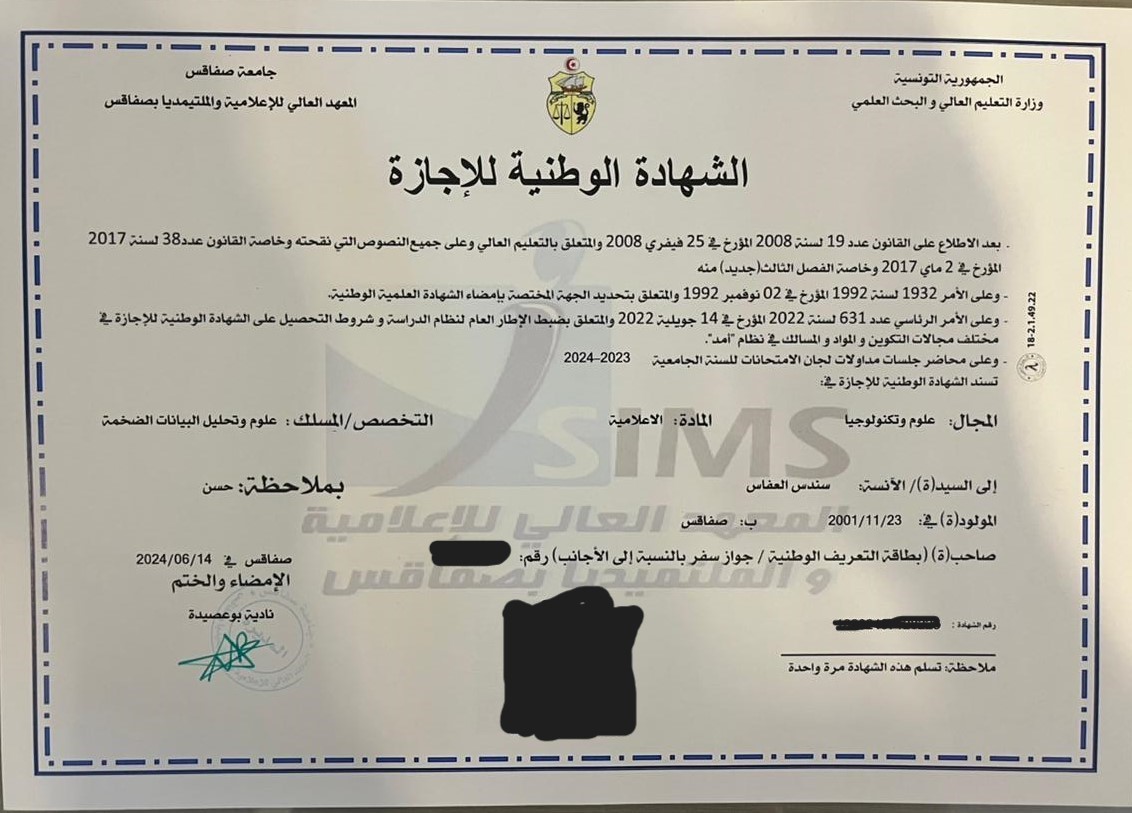 الجمهورية التونسية
وزارة التعليم العالي و البحث العلمي
جامعة صفاقس
المعهد العالي للإعلامية والملتيمديا بصفاقس
الشهادة الوطنية للإجازة
- بعد الاطلاع على القانون عدد 19 لسنة 2008 المؤرخ في 25 فيفري 2008 والمتعلق بالتعليم العالي وعلى جميع النصوص التي نقحته وخاصة القانون عدد 38 لسنة 2017
المؤرخ في 2 ماي 2017 وخاصة الفصل الثالث(جديد) منه
- وعلى الأمر 1932 لسنة 1992 المؤرخ في 02 نوفمبر 1992 والمتعلق بتحديد الجهة المختصة بإمضاء الشهادة العلمية الوطنية.
- وعلى الأمر الرئاسي عدد 631 لسنة 2022 المؤرخ في 14 جويلية 2022 والمتعلق بضبط الإطار العام لنظام الدراسة و شروط التحصيل على الشهادة الوطنية للإجازة في
مختلف مجالات التكوين و المواد و المسالك في نظام "أمد".
- وعلى محاضر جلسات مداولات لجان الامتحانات للسنة الجامعية 2023–2024
تسند الشهادة الوطنية للإجازة في:
18-2.1.49.22
المجال: علوم وتكنولوجيا المادة: الاعلامية التخصص/المسلك : علوم وتحليل البيانات الضخمة
SIMS
إلى السيد(ة)/ الآنسة: سندس العفاس بملاحظة: حسن
المعهد العالي للإعلامية
المولود(ة) في: 2001/11/23 ب: صفاقس
صاحب(ة) (بطاقة التعريف الوطنية / جواز سفر بالنسبة إلى الأجانب) رقم:
و الملتيميديا بصفاقس
صفاقس في 2024/06/14
الإمضاء والختم
نادية بوعصيدة
رقم الشهادة :
ملاحظة: تسلم هذه الشهادة مرة واحدة